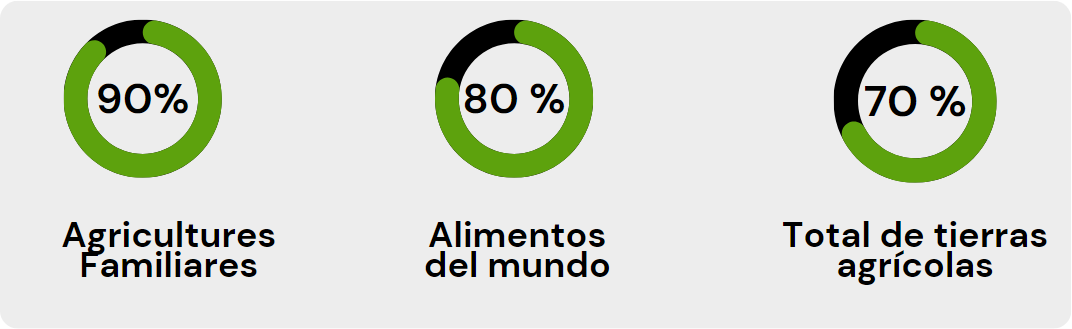 90%
Agricultures
Familiares
80 %
Alimentos
del mundo
70 %
Total de tierras
agrícolas